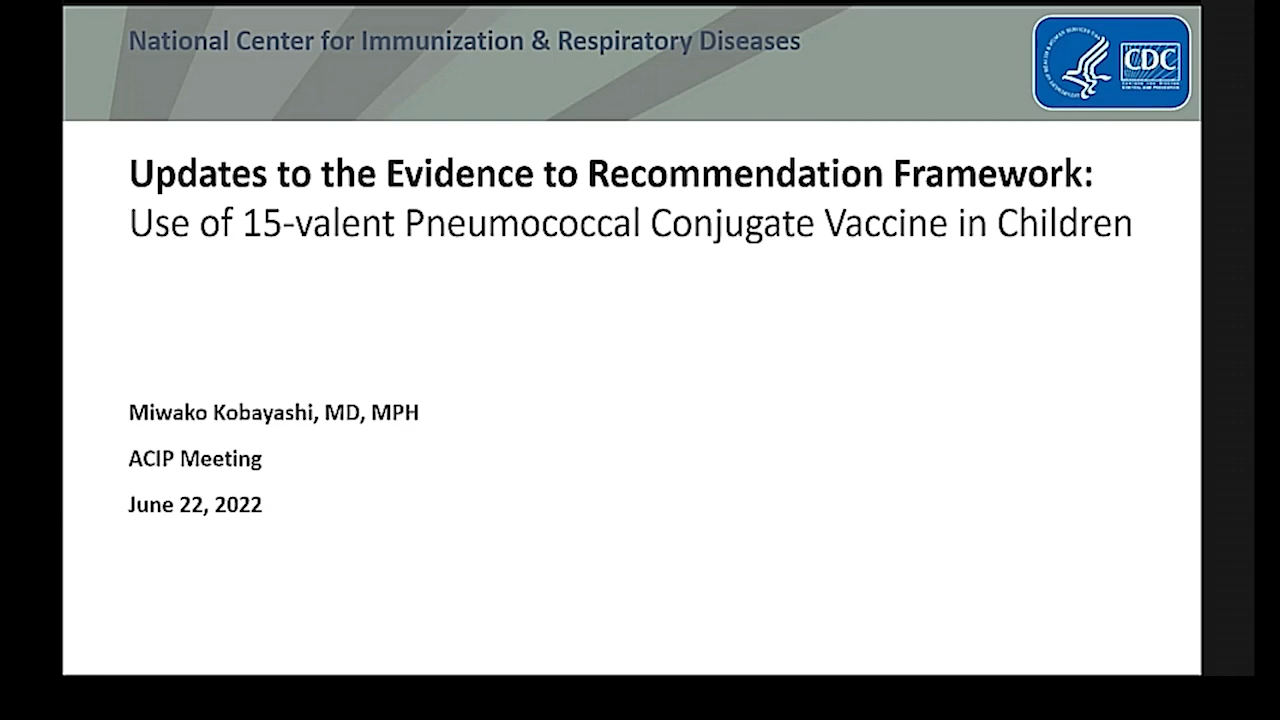 National Center for Immunization & Respiratory Diseases
CDC
Updates to the Evidence to Recommendation Framework:
Use of 15-valent Pneumococcal Conjugate Vaccine in Children
Miwako Kobayashi, MD, MPH
ACIP Meeting
June 22, 2022